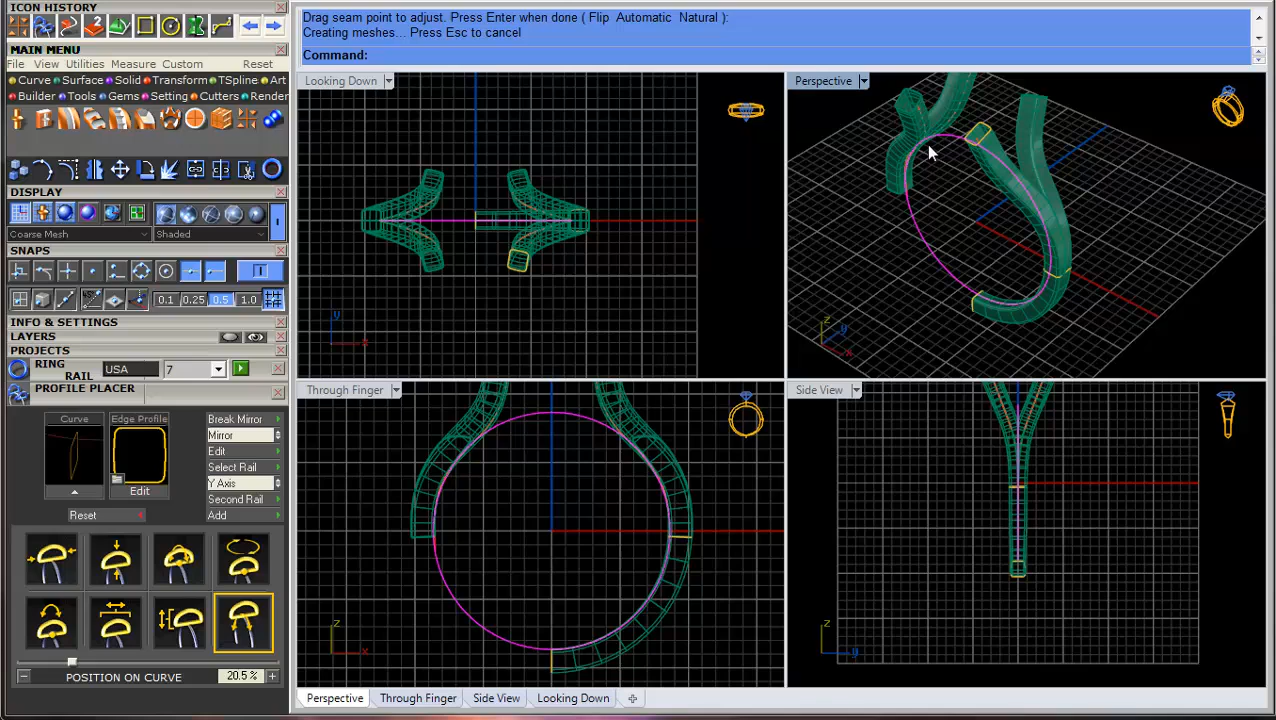 ICON HISTORY
MAIN MENU
File View Utilities Help
Measure Custom Reset
Curve Surface Solid Transform TSpline Art
Builder Tools Gems Setting Cutters Render
DISPLAY
Coarse Mesh Shaded
SNAPS
0.1 0.25 0.5 1.0
INFO & SETTINGS
LAYERS
PROJECTS
RING RAIL USA 7
PROFILE PLACER
Curve Edge Profile Break Mirror
Mirror
Edit
Select Rail
Y Axis
Edit Second Rail
Reset Add
POSITION ON CURVE 20.5 %
Drag seam point to adjust. Press Enter when done ( Flip Automatic Natural ):
Creating meshes... Press Esc to cancel
Command:
Looking Down
y
x
Perspective
z
y
x
Through Finger
z
x
Side View
z
y
Perspective Through Finger Side View Looking Down